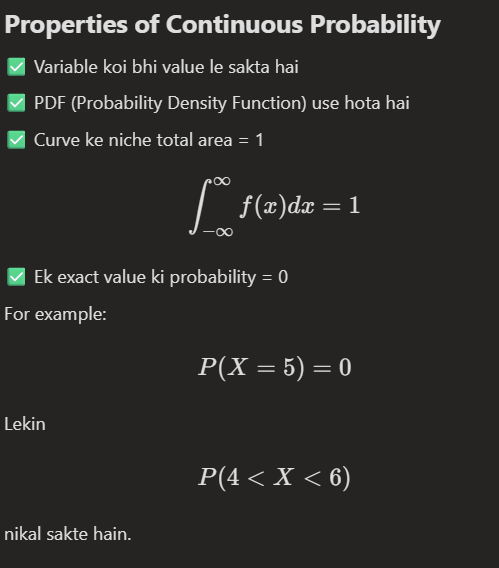 Properties of Continuous Probability
✅ Variable koi bhi value le sakta hai
✅ PDF (Probability Density Function) use hota hai
✅ Curve ke niche total area = 1
∫_{-∞}^{∞} f(x)dx = 1
✅ Ek exact value ki probability = 0
For example:
P(X = 5) = 0
Lekin
P(4 < X < 6)
nikal sakte hain.